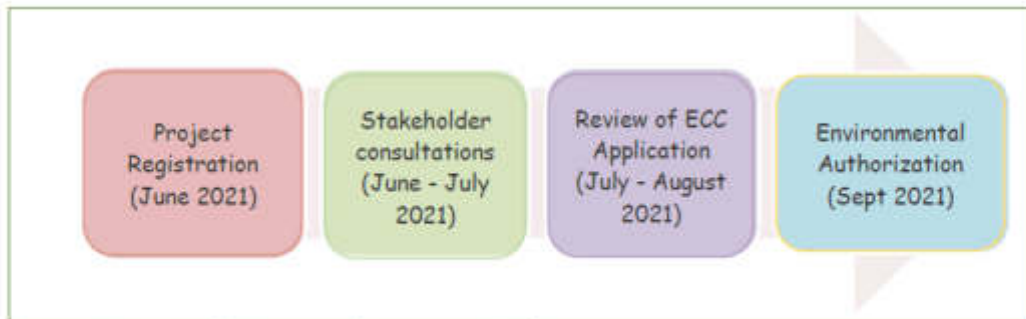 Project
Registration
(June 2021)
Stakeholder
consultations
(June - July
2021)
Review of ECC
Application
(July - August
2021)
Environmental
Authorization
(Sept 2021)